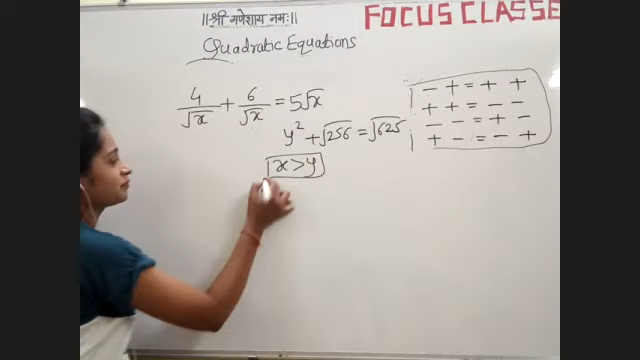 ||श्री गणेशाय नमः||
FOCUS CLASSE
Quadratic Equations
4/√x + 6/√x = 5√x
y² + √256 = √625
x > y
- + = + +
+ + = - -
- - = + -
+ - = - +